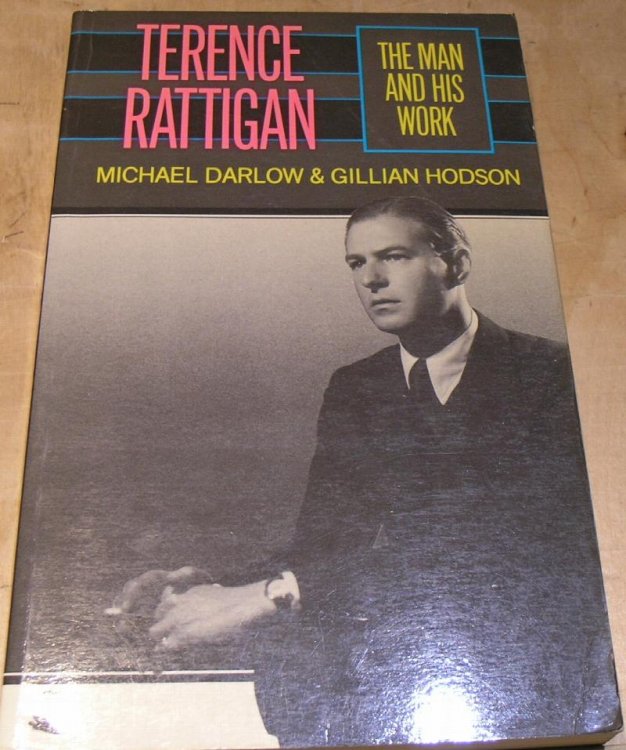 TERENCE
RATTIGAN
THE MAN
AND HIS
WORK
MICHAEL DARLOW & GILLIAN HODSON